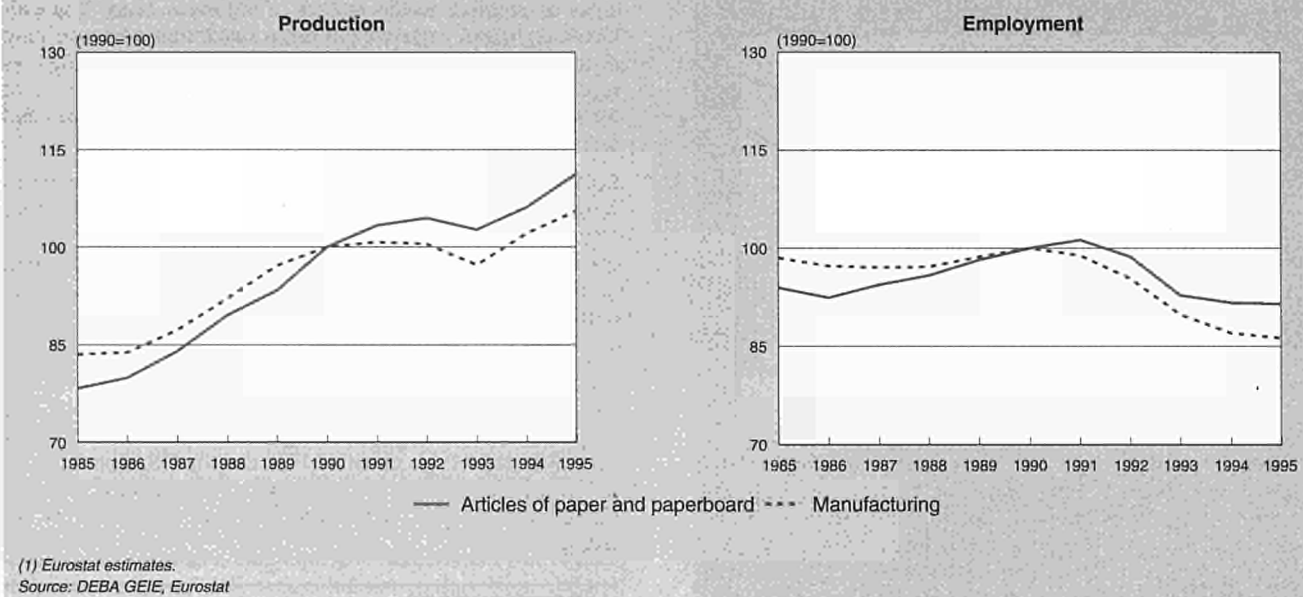 Production
(1990=100)
130
115
100
85
70
1985 1986 1987 1988 1989 1990 1991 1992 1993 1994 1995
Employment
(1990=100)
130
115
100
85
70
1985 1986 1987 1988 1989 1990 1991 1992 1993 1994 1995
Articles of paper and paperboard Manufacturing
(1) Eurostat estimates.
Source: DEBA GEIE, Eurostat